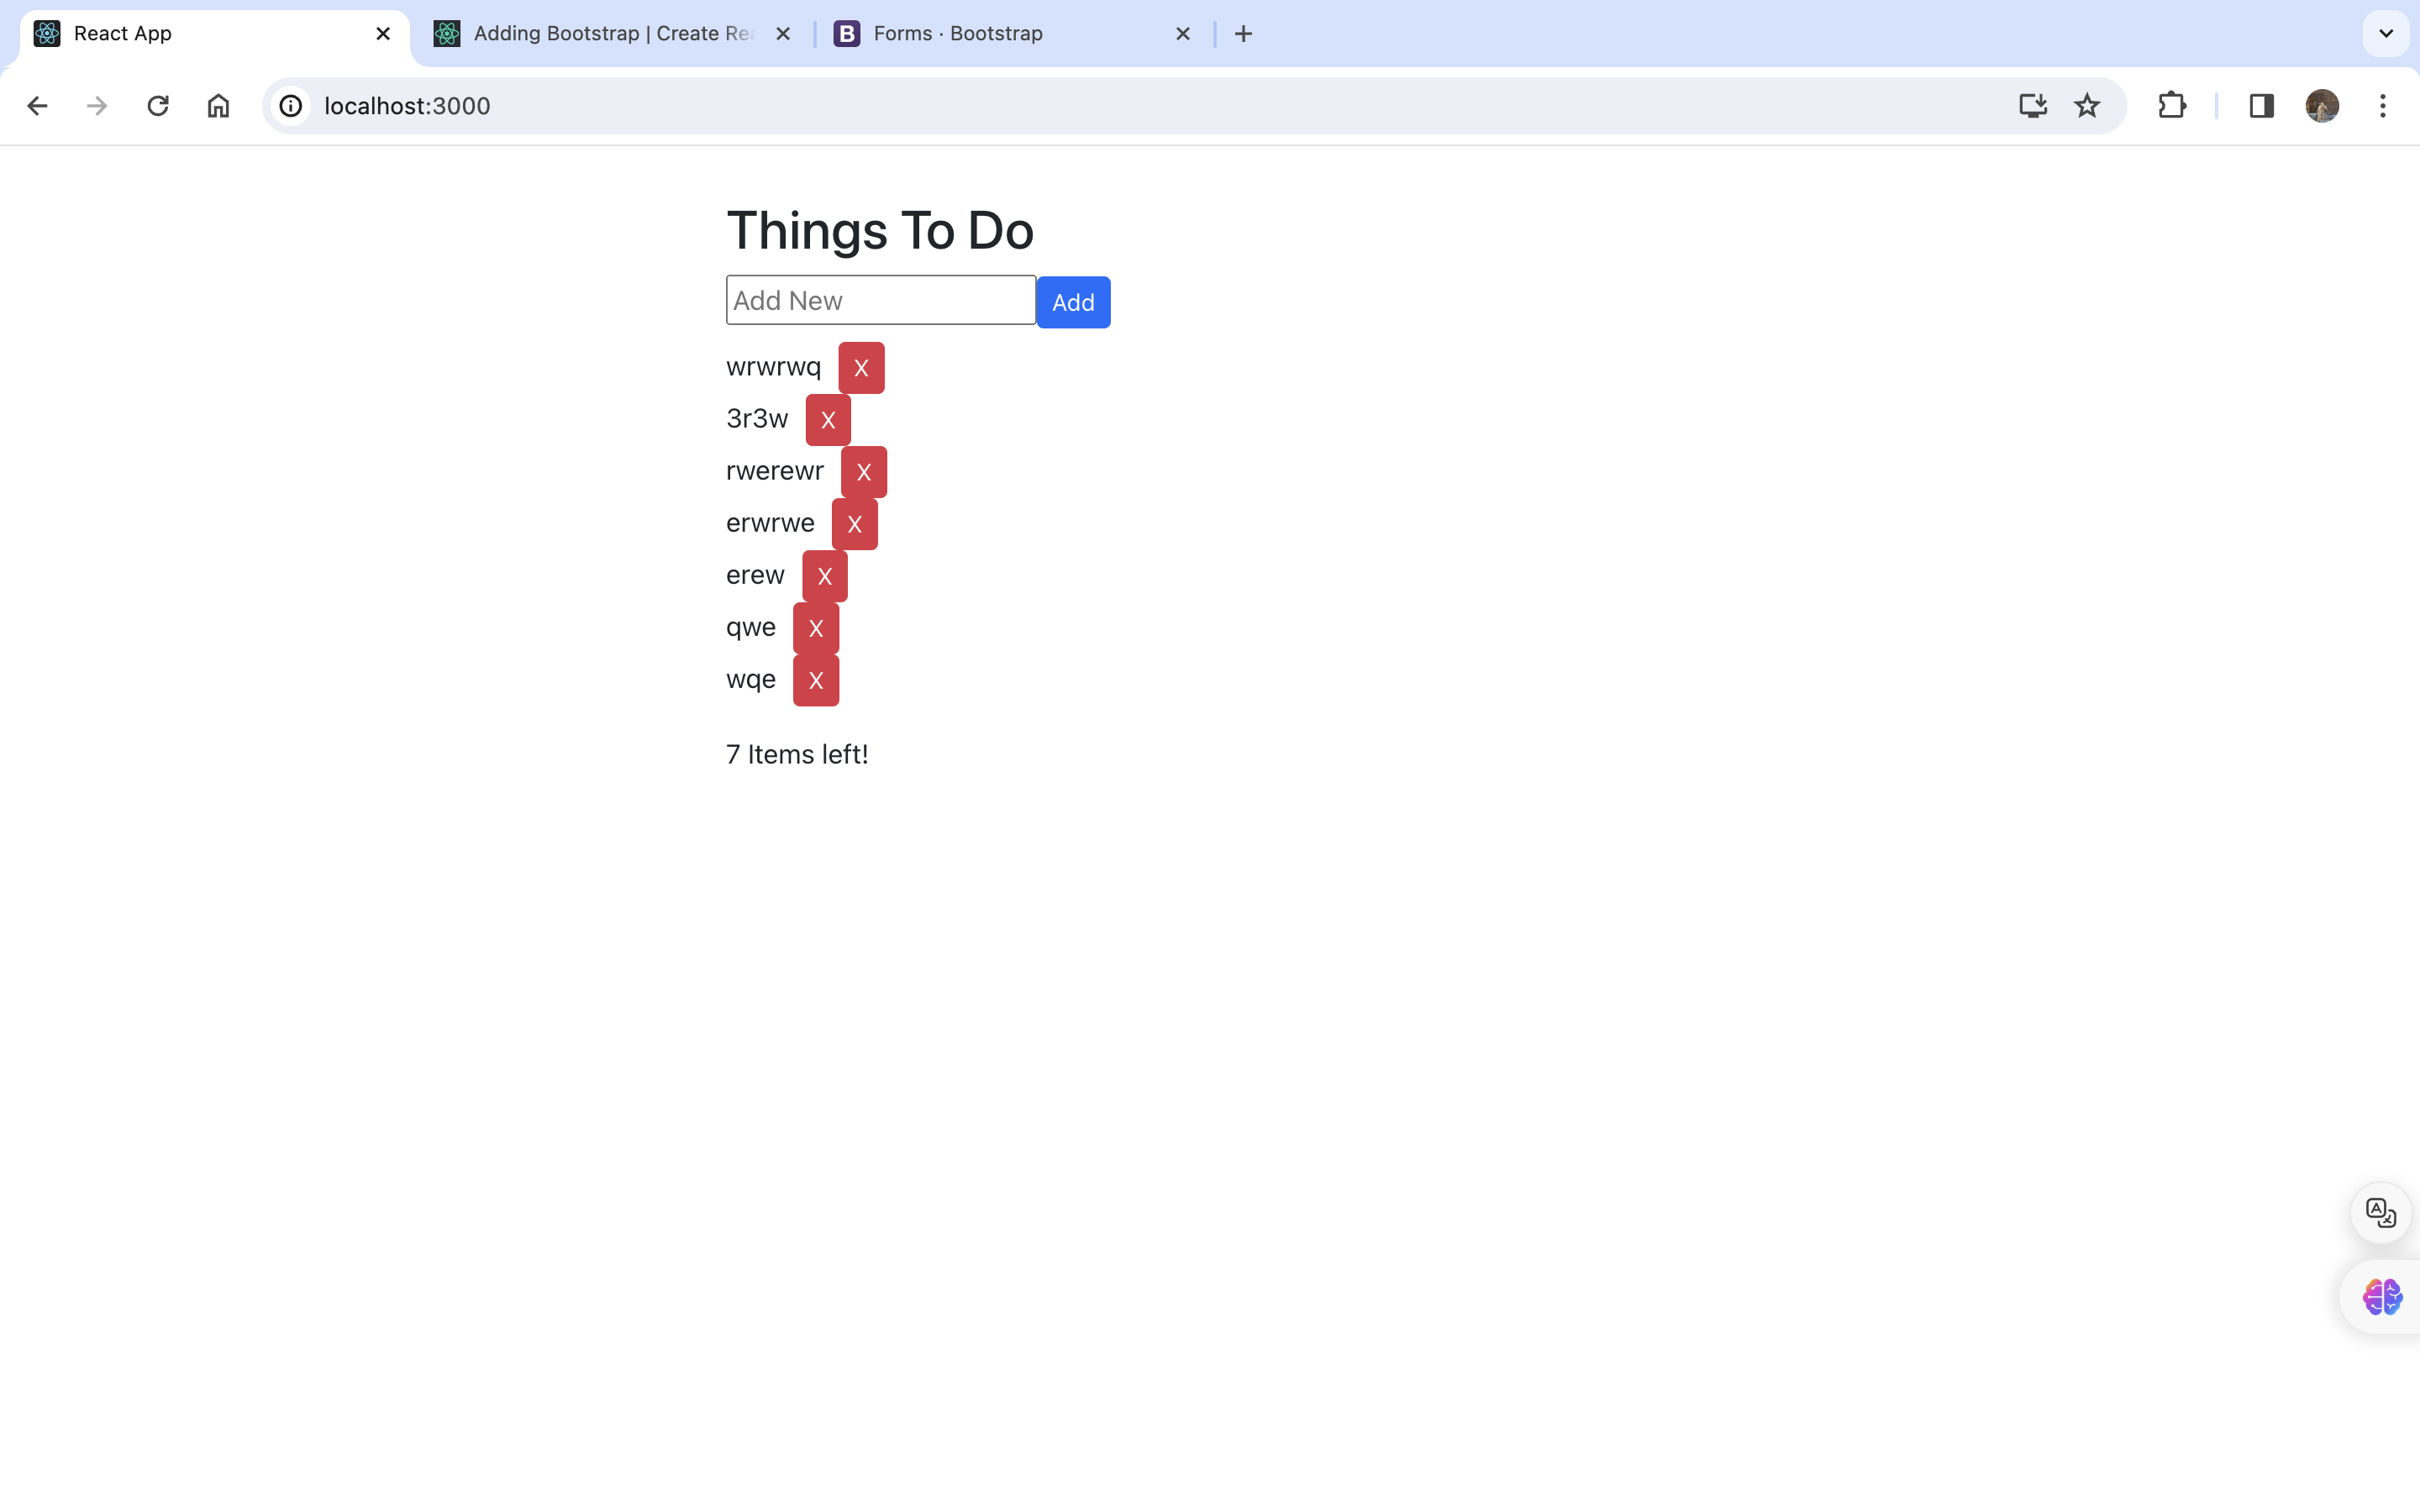 React App
Adding Bootstrap | Create Rea
Forms · Bootstrap
localhost:3000
Things To Do
Add New Add
wrwrwq X
3r3w X
rwerewr X
erwrwe X
erew X
qwe X
wqe X
7 Items left!